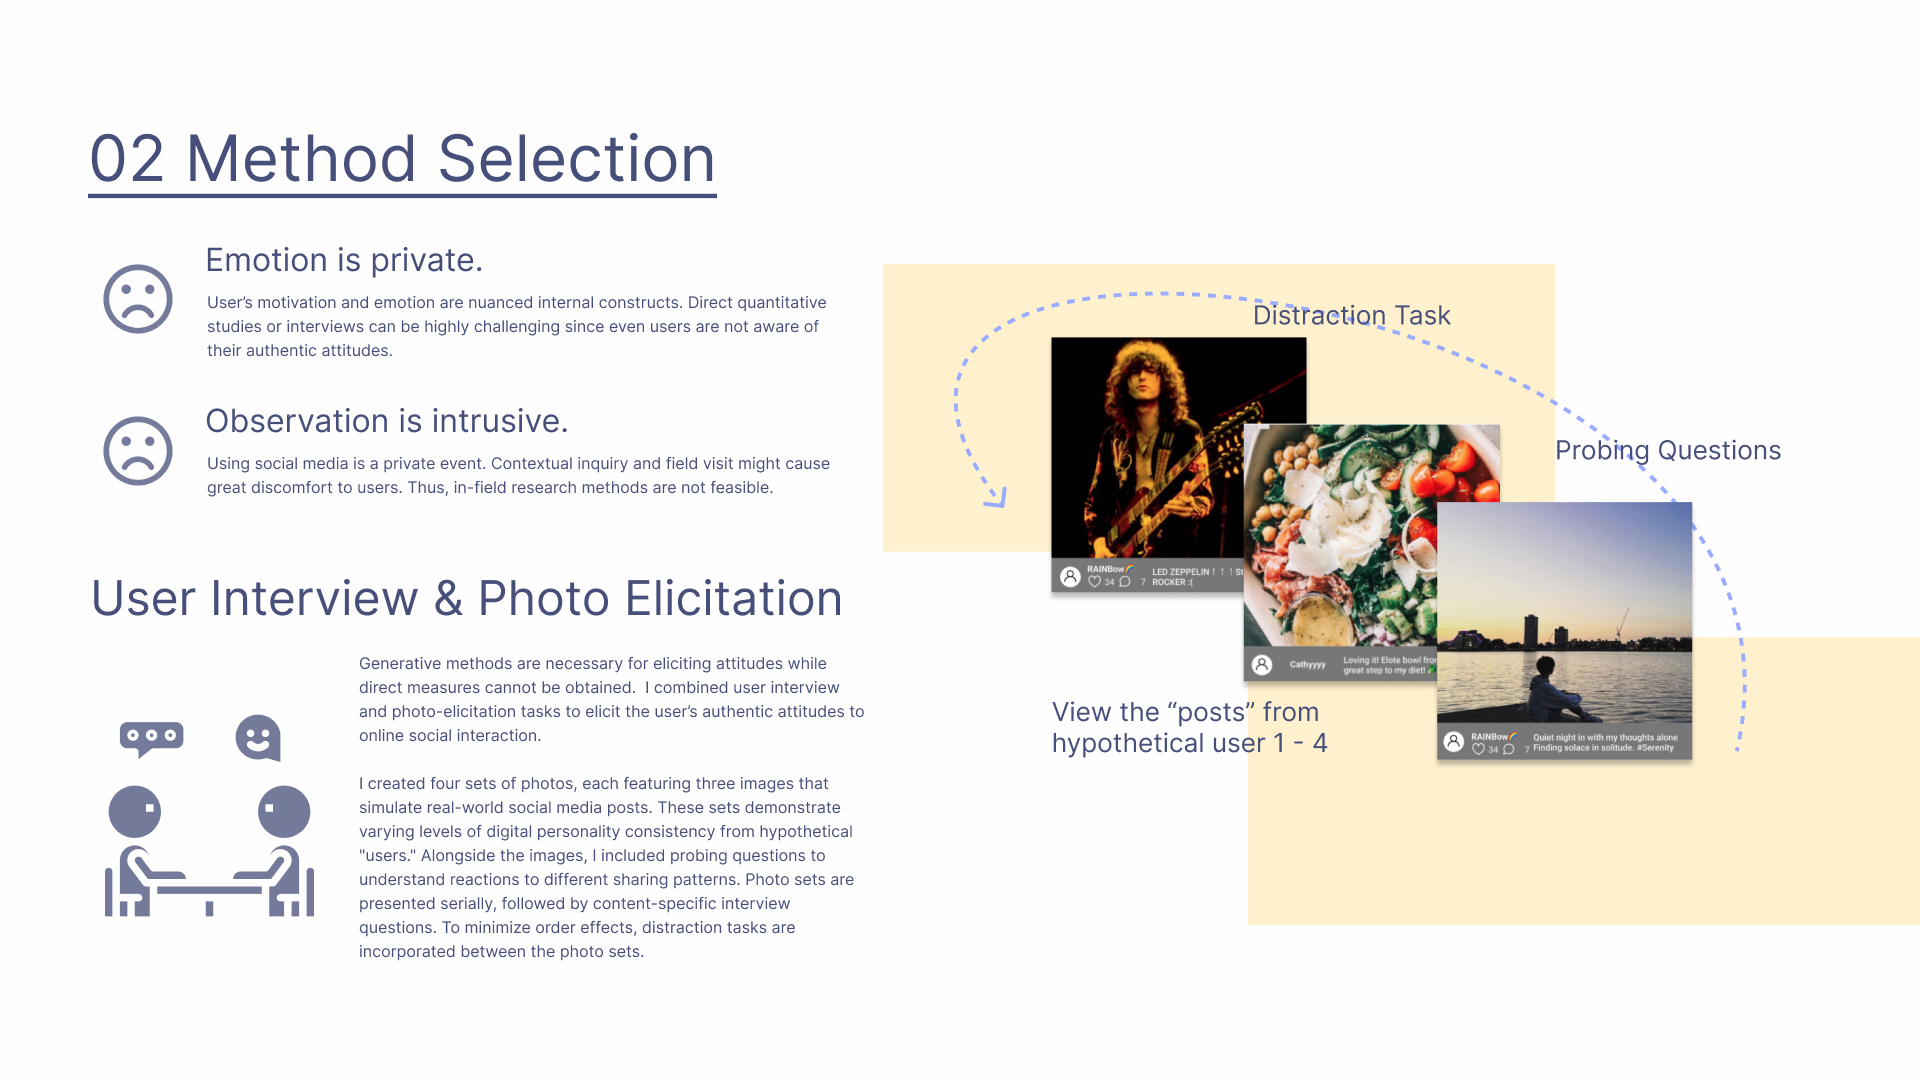 02 Method Selection
Emotion is private.
User’s motivation and emotion are nuanced internal constructs. Direct quantitative
studies or interviews can be highly challenging since even users are not aware of
their authentic attitudes.
Observation is intrusive.
Using social media is a private event. Contextual inquiry and field visit might cause
great discomfort to users. Thus, in-field research methods are not feasible.
User Interview & Photo Elicitation
Generative methods are necessary for eliciting attitudes while
direct measures cannot be obtained.  I combined user interview
and photo-elicitation tasks to elicit the user’s authentic attitudes to
online social interaction.
I created four sets of photos, each featuring three images that
simulate real-world social media posts. These sets demonstrate
varying levels of digital personality consistency from hypothetical
"users." Alongside the images, I included probing questions to
understand reactions to different sharing patterns. Photo sets are
presented serially, followed by content-specific interview
questions. To minimize order effects, distraction tasks are
incorporated between the photo sets.
Distraction Task
Probing Questions
RAINBow🌈
34 7
LED ZEPPELIN！！！St
ROCKER :(
Cathyyyy
Loving it! Elote bowl from
great step to my diet!
RAINBow🌈
34 7
Quiet night in with my thoughts alone
Finding solace in solitude. #Serenity
View the “posts” from
hypothetical user 1 - 4